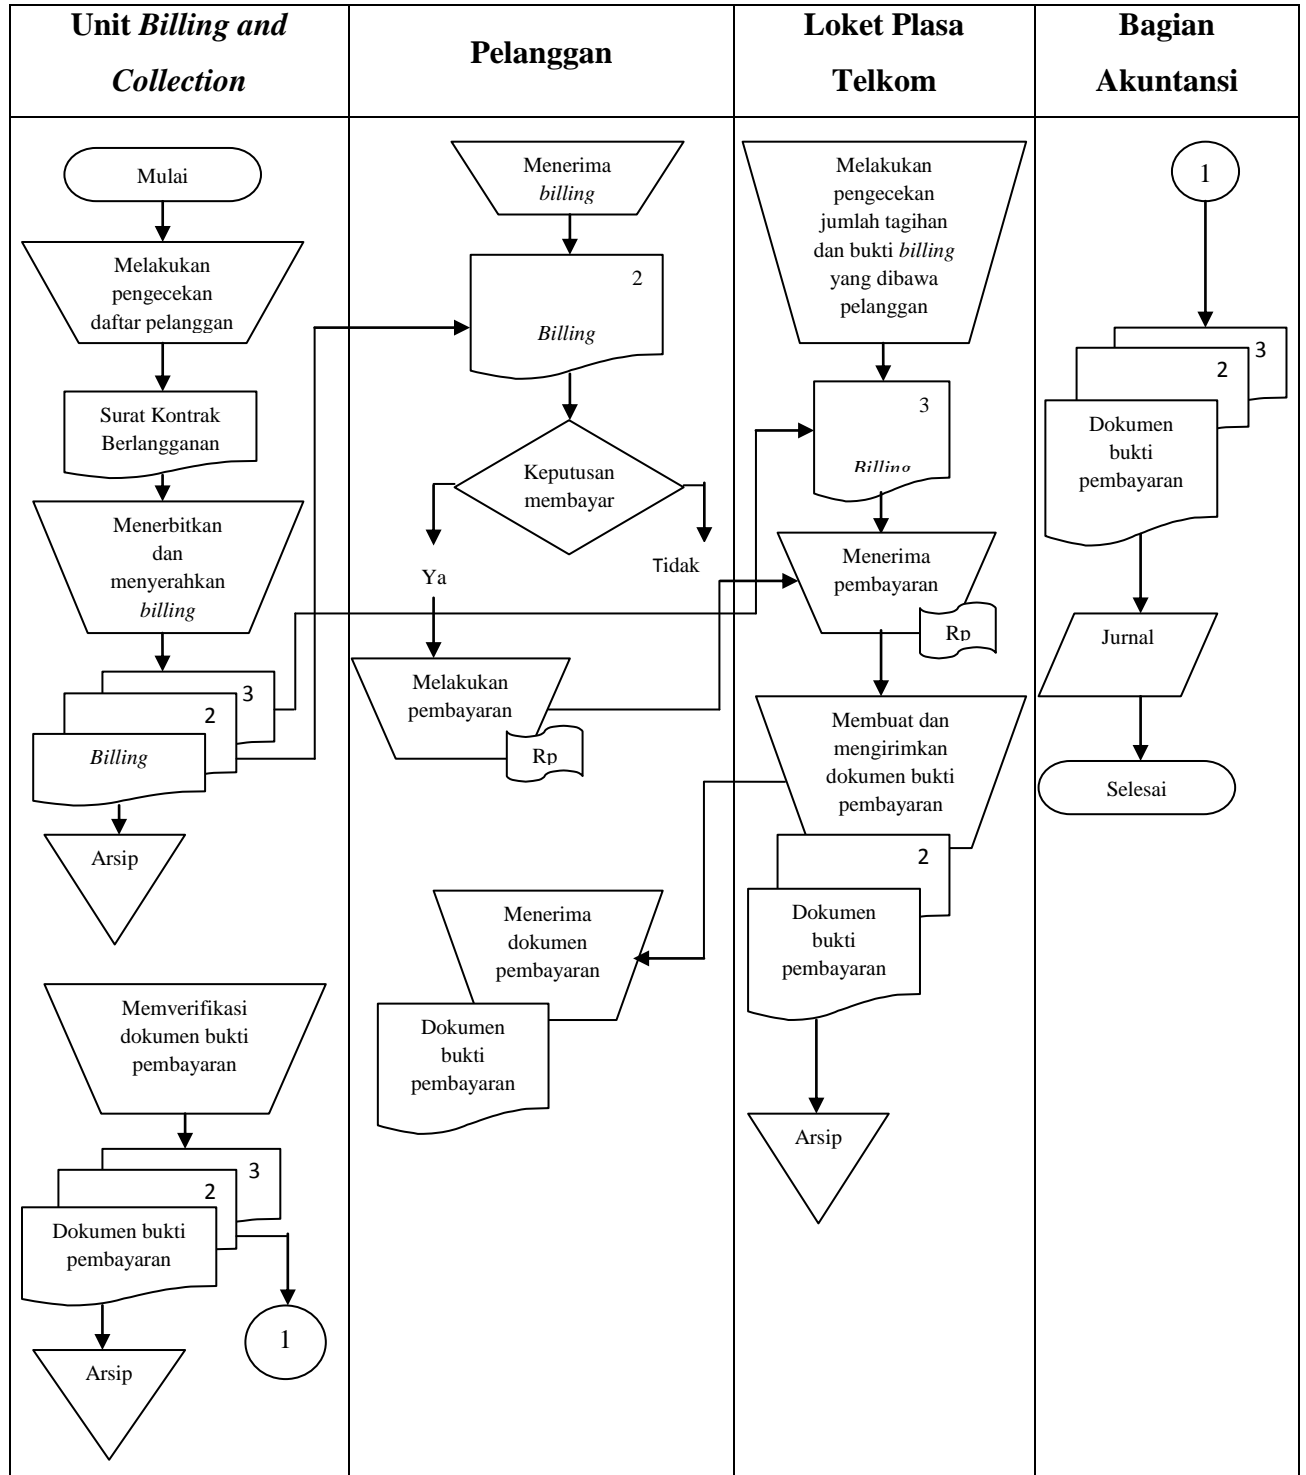 Unit Billing and
Collection
Pelanggan
Loket Plasa
Telkom
Bagian
Akuntansi
Mulai
Melakukan
pengecekan
daftar pelanggan
Surat Kontrak
Berlangganan
Menerbitkan
dan
menyerahkan
billing
3
2
Billing
Arsip
Memverifikasi
dokumen bukti
pembayaran
3
2
Dokumen bukti
pembayaran
1
Arsip
Menerima
billing
2
Billing
Keputusan
membayar
Ya
Tidak
Melakukan
pembayaran
Rp
Menerima
dokumen
pembayaran
Dokumen
bukti
pembayaran
Melakukan
pengecekan
jumlah tagihan
dan bukti billing
yang dibawa
pelanggan
3
Billing
Menerima
pembayaran
Rp
Membuat dan
mengirimkan
dokumen bukti
pembayaran
2
Dokumen
bukti
pembayaran
Arsip
1
3
2
Dokumen
bukti
pembayaran
Jurnal
Selesai